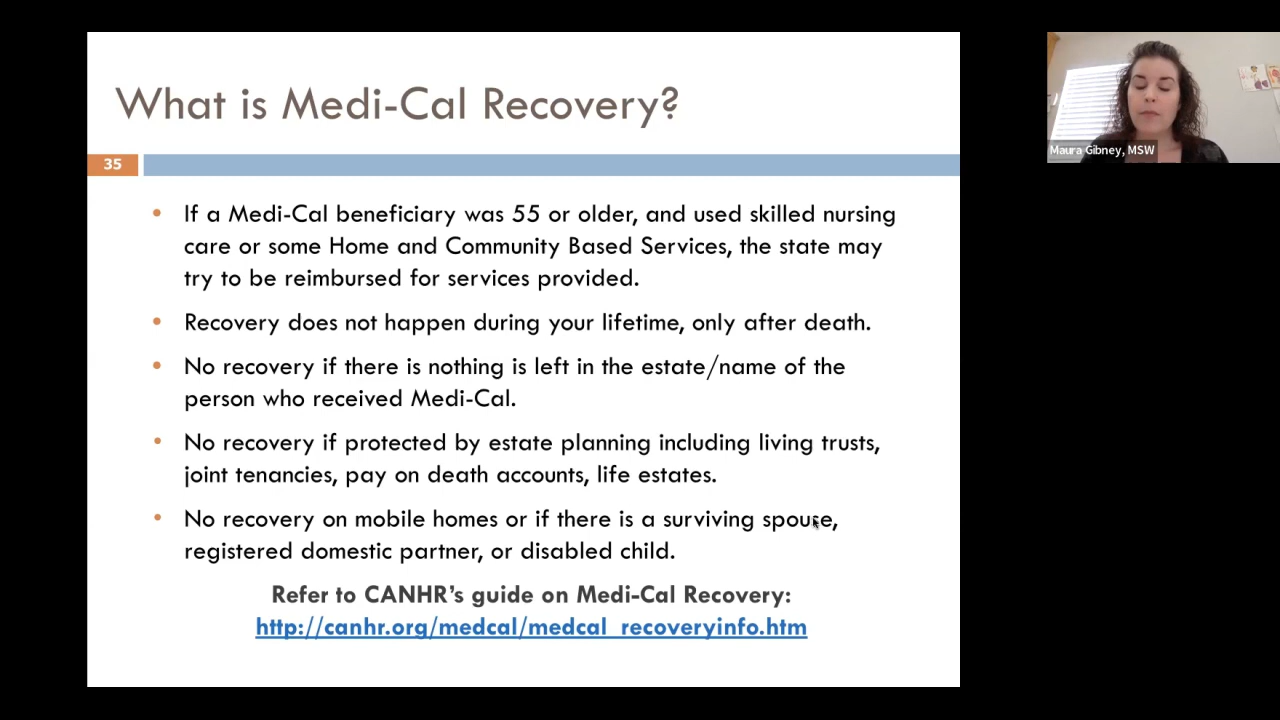 What is Medi-Cal Recovery?
35
• If a Medi-Cal beneficiary was 55 or older, and used skilled nursing
care or some Home and Community Based Services, the state may
try to be reimbursed for services provided.
• Recovery does not happen during your lifetime, only after death.
• No recovery if there is nothing is left in the estate/name of the
person who received Medi-Cal.
• No recovery if protected by estate planning including living trusts,
joint tenancies, pay on death accounts, life estates.
• No recovery on mobile homes or if there is a surviving spouse,
registered domestic partner, or disabled child.
Refer to CANHR’s guide on Medi-Cal Recovery:
http://canhr.org/medcal/medcal_recoveryinfo.htm
Maura Gibney, MSW